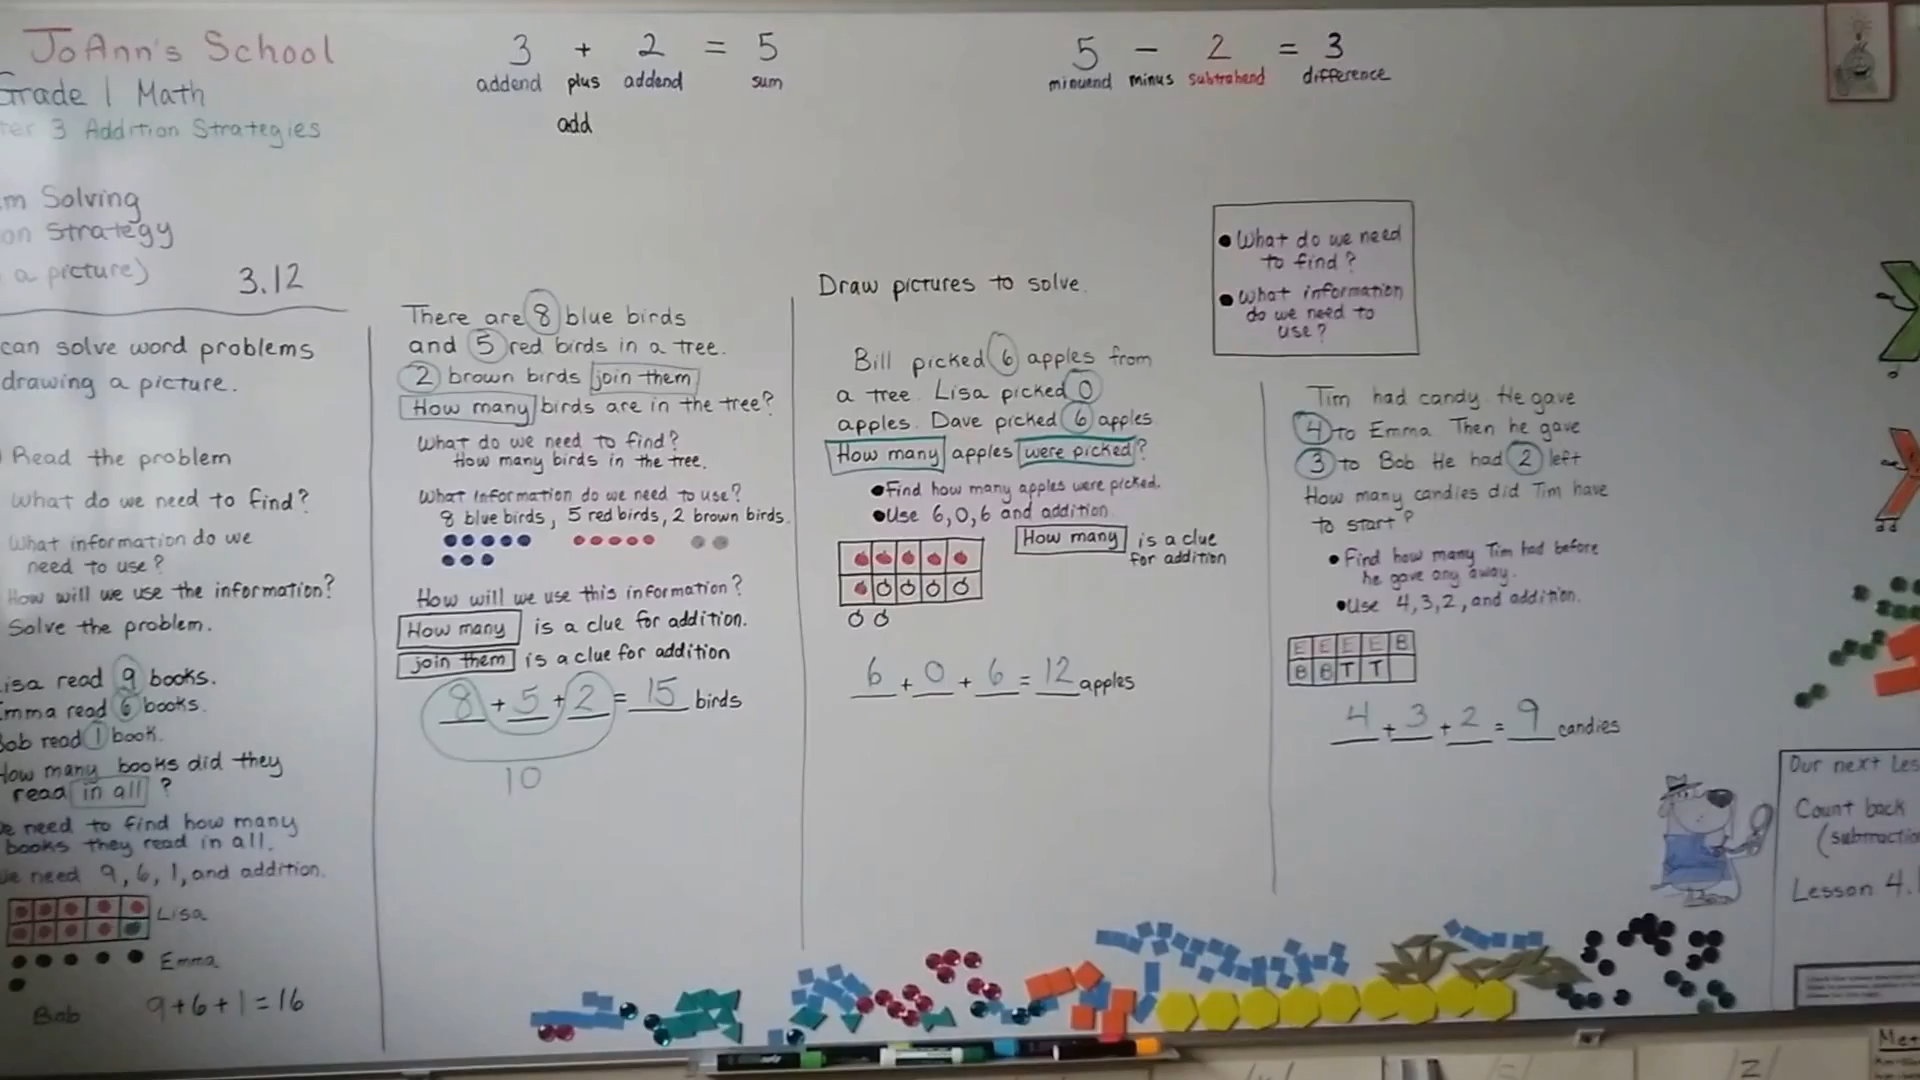 JoAnn's School
Grade 1 Math
3 Addition Strategies
Solving
Strategy
a picture)
3.12
can solve word problems
drawing a picture.
Read the problem
What do we need to find?
What information do we
need to use?
How will we use the information?
Solve the problem.
Lisa read 9 books.
Emma read 6 books.
Bob read 1 book.
How many books did they
read in all ?
need to find how many
books they read in all.
We need 9, 6, 1, and addition.
Lisa
Emma
Bob
9+6+1=16
3 + 2 = 5
addend plus addend sum
add
5 - 2 = 3
minuend minus subtrahend difference
There are 8 blue birds
and 5 red birds in a tree.
2 brown birds join them
How many birds are in the tree?
What do we need to find?
How many birds in the tree.
What information do we need to use?
8 blue birds, 5 red birds, 2 brown birds.
How will we use this information?
How many is a clue for addition.
join them is a clue for addition
8 + 5 + 2 = 15 birds
10
Draw pictures to solve.
Bill picked 6 apples from
a tree. Lisa picked 0
apples. Dave picked 6 apples
How many apples were picked?
• Find how many apples were picked.
• Use 6, 0, 6 and addition
How many is a clue
for addition
6 + 0 + 6 = 12 apples
• What do we need
to find?
• What information
do we need to
use?
Tim had candy. He gave
4 to Emma. Then he gave
3 to Bob. He had 2 left
How many candies did Tim have
to start?
• Find how many Tim had before
he gave any away.
• Use 4, 3, 2, and addition.
E E E E B
B B T T
4 + 3 + 2 = 9 candies
Our next
Count back
Lesson 4.